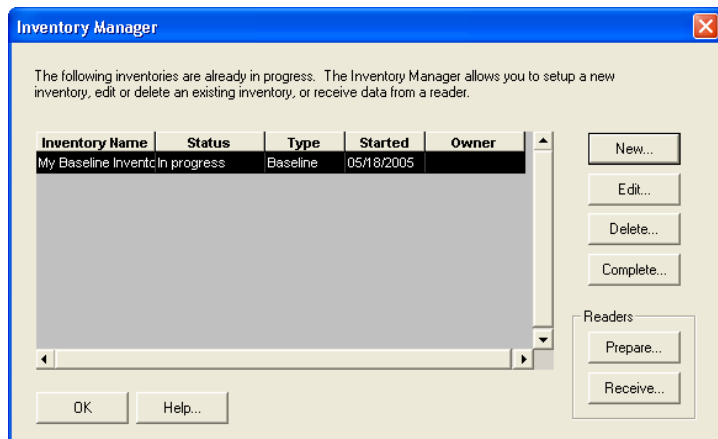 Inventory Manager
The following inventories are already in progress. The Inventory Manager allows you to setup a new
inventory, edit or delete an existing inventory, or receive data from a reader.
Inventory Name Status Type Started Owner
My Baseline Invento In progress Baseline 05/18/2005
New...
Edit...
Delete...
Complete...
Readers
Prepare...
Receive...
OK Help...